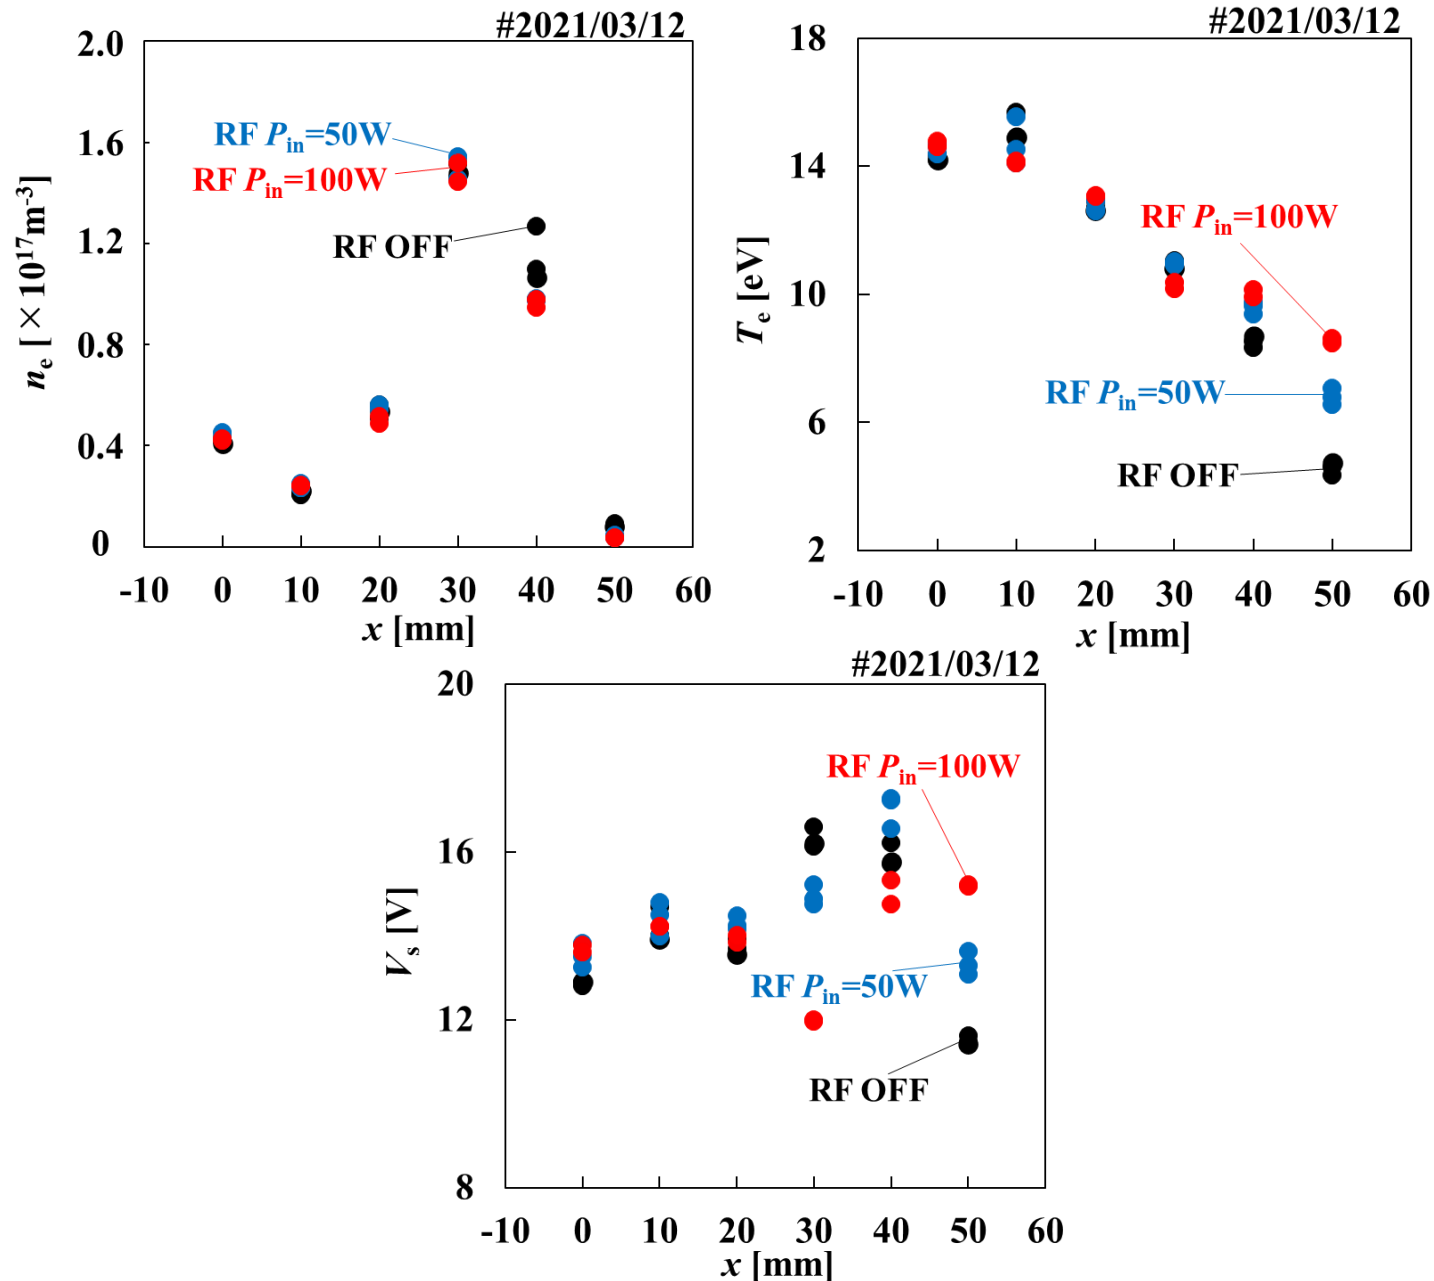 #2021/03/12
2.0
1.6
1.2
0.8
0.4
0
nₑ [×10¹⁷m⁻³]
RF Pᵢₙ=50W
RF Pᵢₙ=100W
RF OFF
-10 0 10 20 30 40 50 60
x [mm]
#2021/03/12
18
14
10
6
2
Tₑ [eV]
RF Pᵢₙ=100W
RF Pᵢₙ=50W
RF OFF
-10 0 10 20 30 40 50 60
x [mm]
#2021/03/12
20
16
12
8
Vₛ [V]
RF Pᵢₙ=100W
RF Pᵢₙ=50W
RF OFF
-10 0 10 20 30 40 50 60
x [mm]